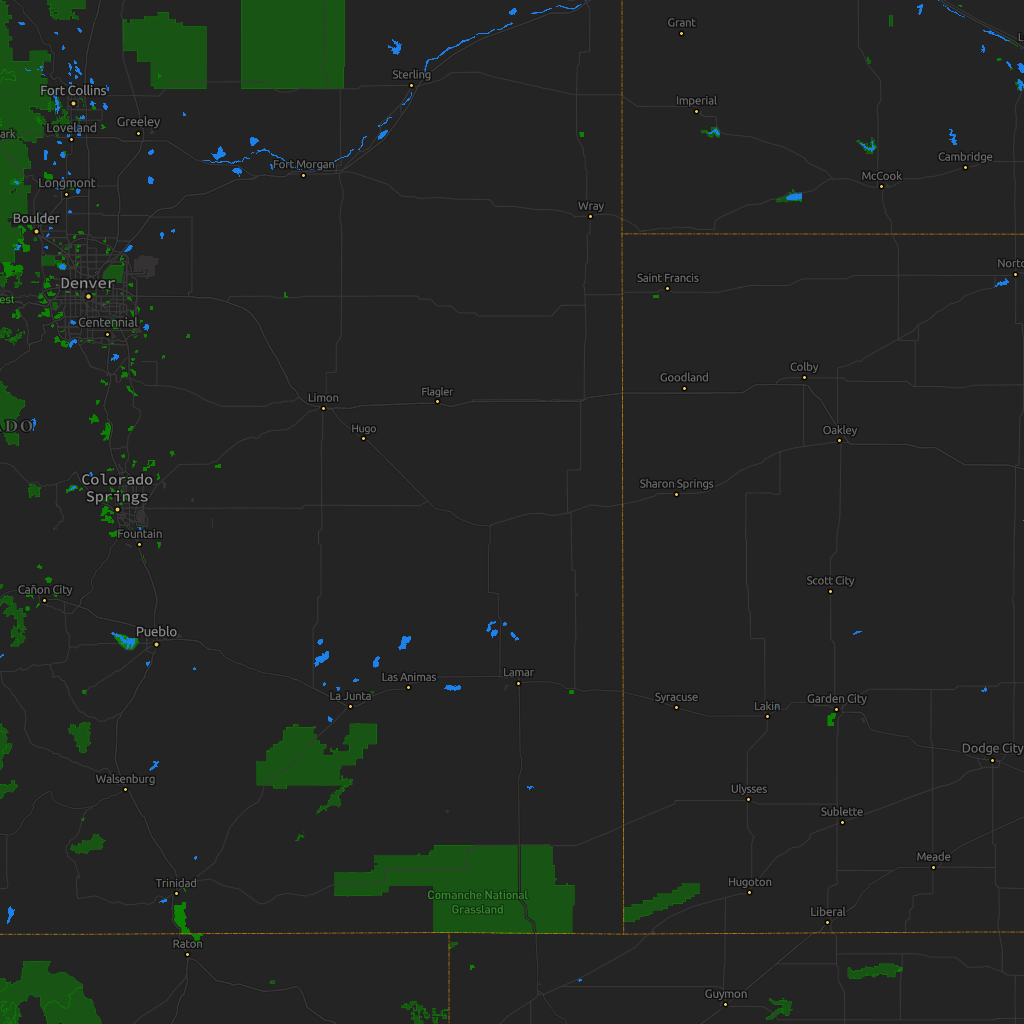 Grant
Sterling
Fort Collins
Imperial
Greeley
Loveland
ark
Cambridge
Fort Morgan
McCook
Longmont
Wray
Boulder
Saint Francis
Norto
Denver
est
Centennial
Colby
Goodland
Flagler
Limon
ADO
Hugo
Oakley
Colorado
Springs
Sharon Springs
Fountain
Scott City
Cañon City
Pueblo
Lamar
Las Animas
La Junta
Syracuse
Lakin
Garden City
Dodge City
Walsenburg
Ulysses
Sublette
Meade
Trinidad
Hugoton
Comanche National
Grassland
Liberal
Raton
Guymon